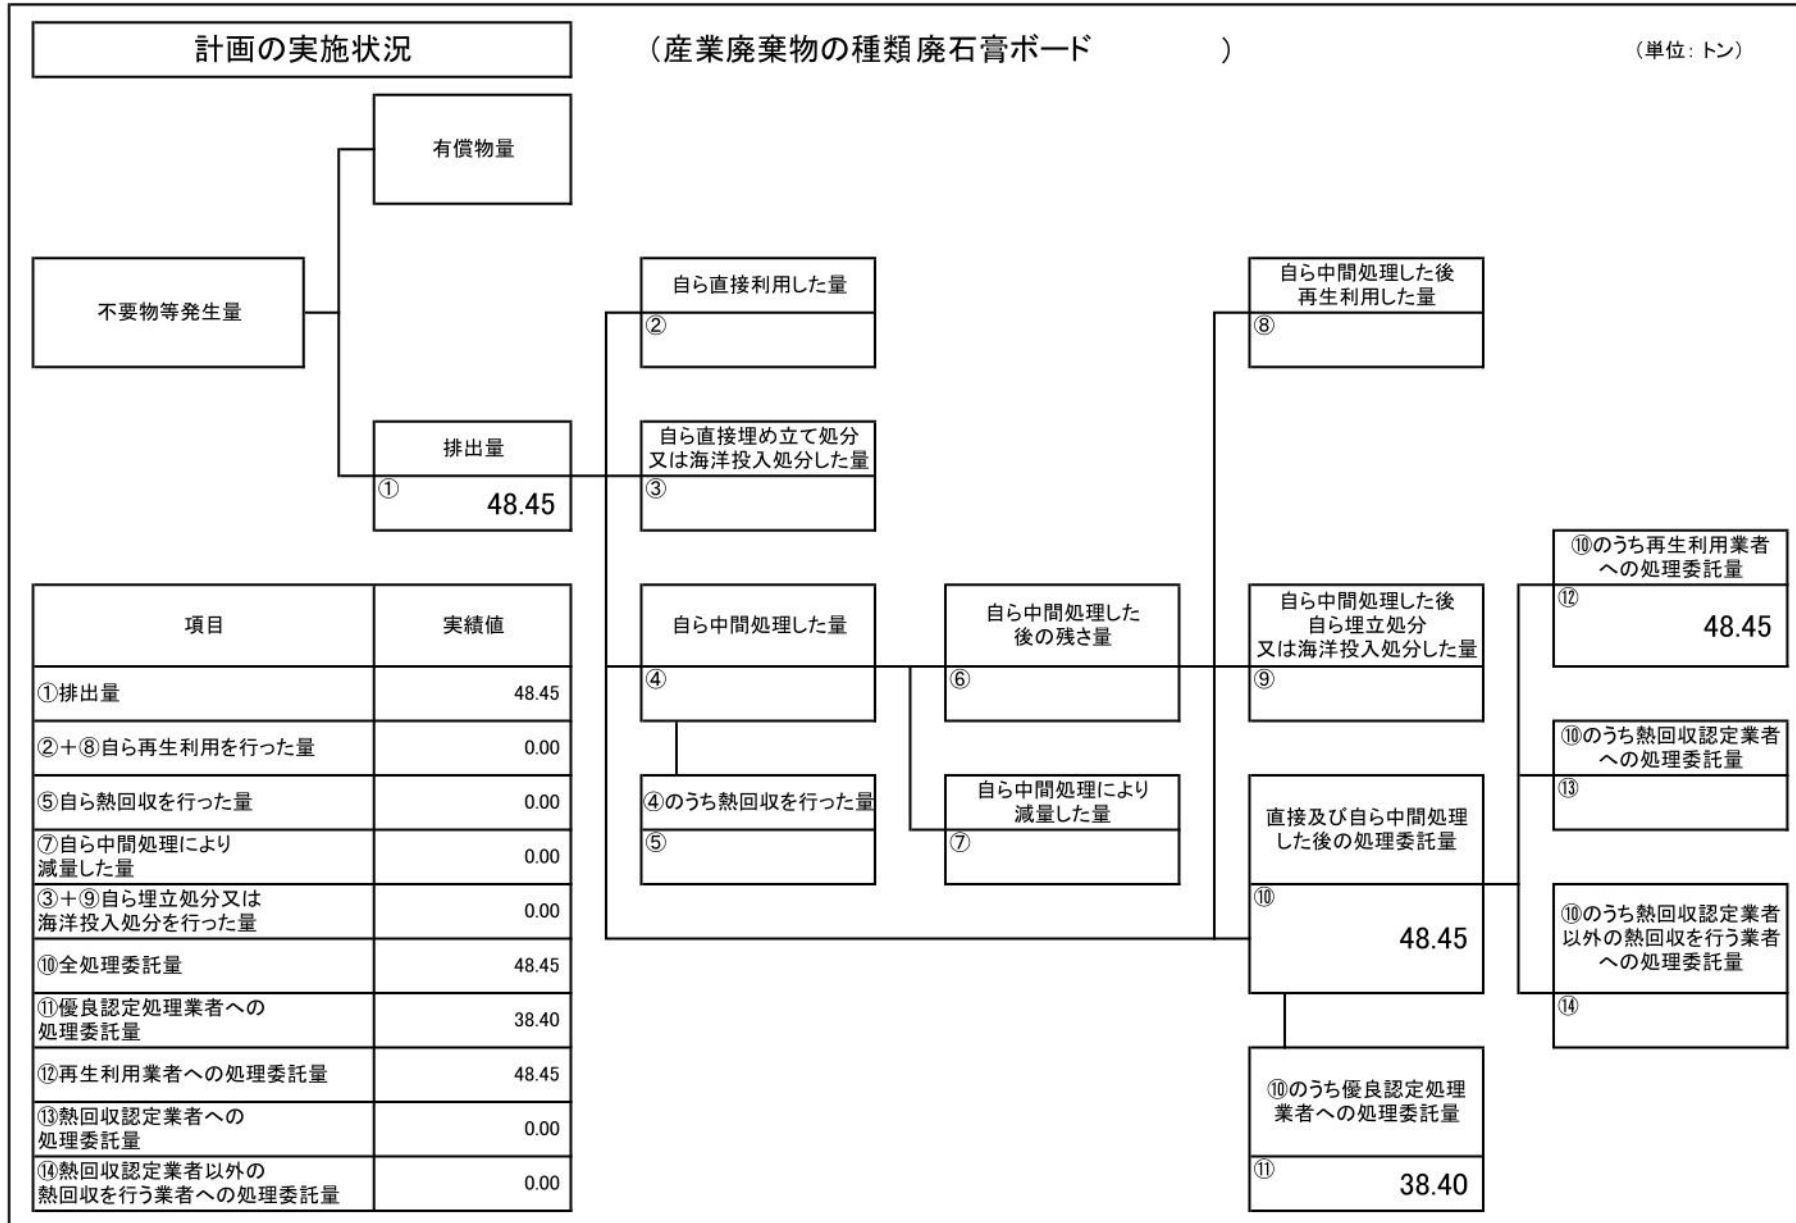 計画の実施状況
（産業廃棄物の種類 廃石膏ボード　　　　）
（単位：トン）
有償物量
不要物等発生量
自ら直接利用した量
②
自ら中間処理した後
再生利用した量
⑧
排出量
①
48.45
自ら直接埋め立て処分
又は海洋投入処分した量
③
⑩のうち再生利用業者
への処理委託量
⑫
48.45
自ら中間処理した量
④
自ら中間処理した
後の残さ量
⑥
自ら中間処理した後
自ら埋立処分
又は海洋投入処分した量
⑨
⑩のうち熱回収認定業者
への処理委託量
⑬
④のうち熱回収を行った量
⑤
自ら中間処理により
減量した量
⑦
直接及び自ら中間処理
した後の処理委託量
⑩
48.45
⑩のうち熱回収認定業者
以外の熱回収を行う業者
への処理委託量
⑭
⑩のうち優良認定処理
業者への処理委託量
⑪
38.40
項目 実績値
①排出量 48.45
②＋⑧自ら再生利用を行った量 0.00
⑤自ら熱回収を行った量 0.00
⑦自ら中間処理により
減量した量 0.00
③＋⑨自ら埋立処分又は
海洋投入処分を行った量 0.00
⑩全処理委託量 48.45
⑪優良認定処理業者への
処理委託量 38.40
⑫再生利用業者への処理委託量 48.45
⑬熱回収認定業者への
処理委託量 0.00
⑭熱回収認定業者以外の
熱回収を行う業者への処理委託量 0.00